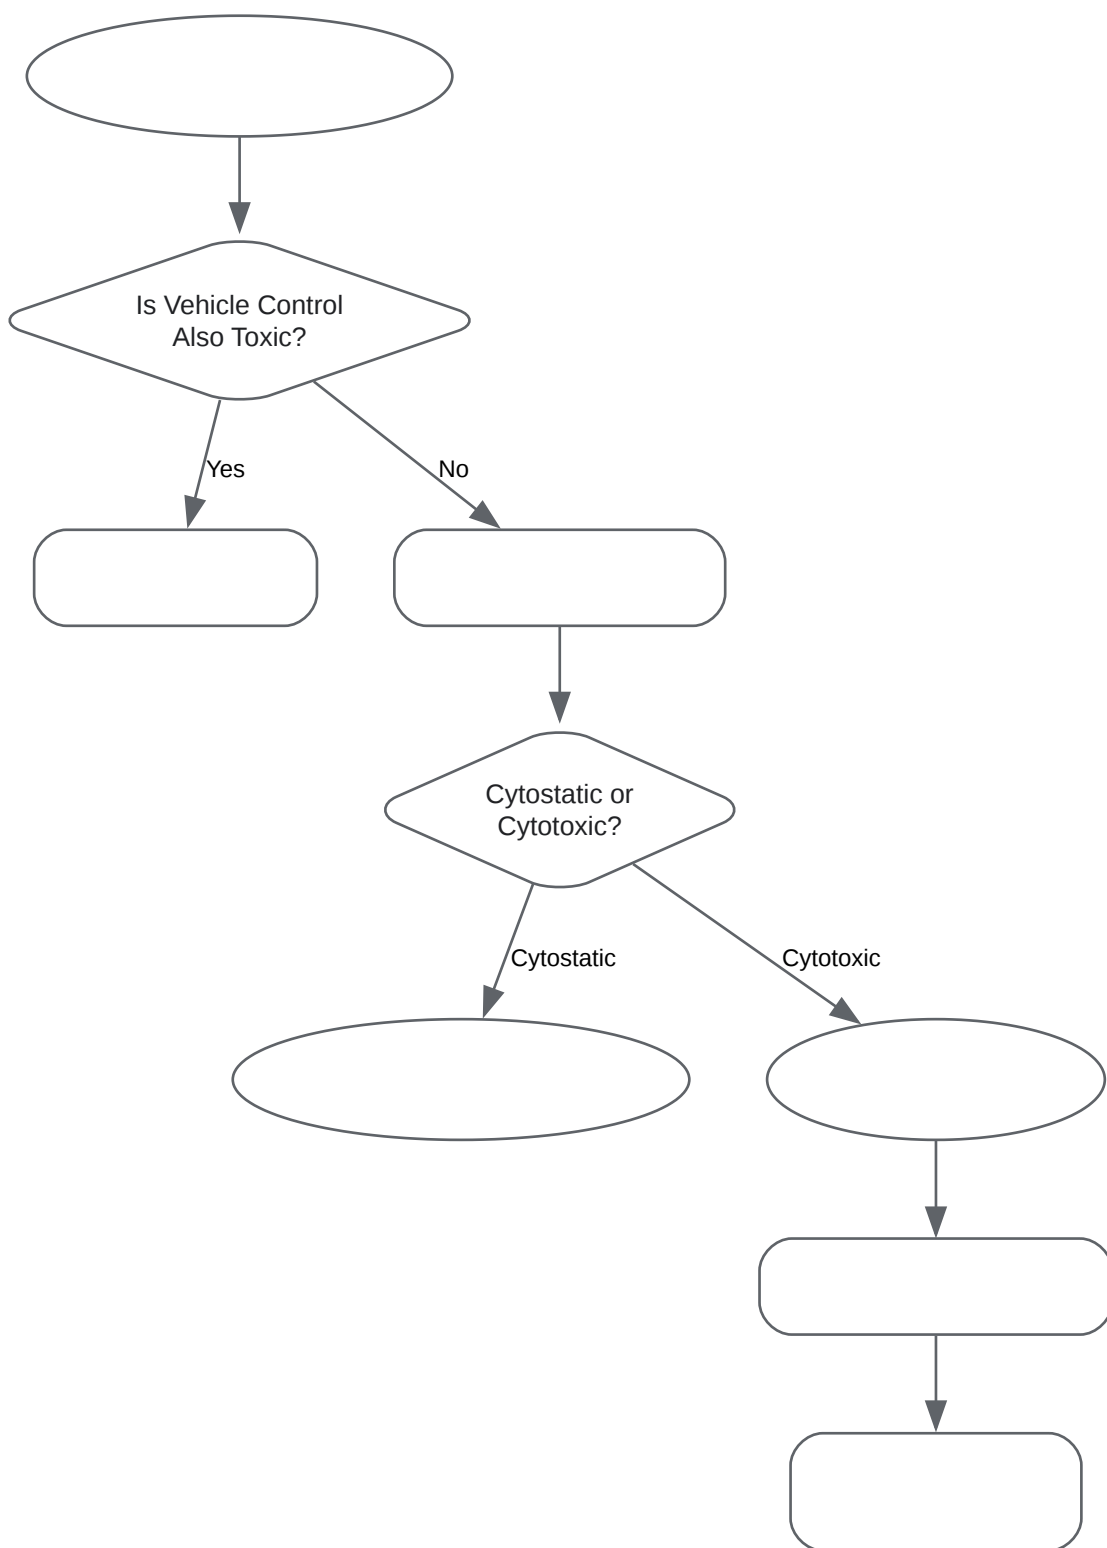 Is Vehicle Control
Also Toxic?
Yes
No
Cytostatic or
Cytotoxic?
Cytostatic
Cytotoxic